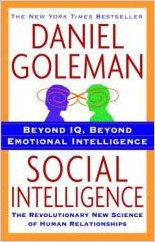 THE NEW YORK TIMES BESTSELLER
DANIEL
GOLEMAN
BEYOND IQ, BEYOND
EMOTIONAL INTELLIGENCE
SOCIAL
INTELLIGENCE
THE REVOLUTIONARY NEW SCIENCE
OF HUMAN RELATIONSHIPS